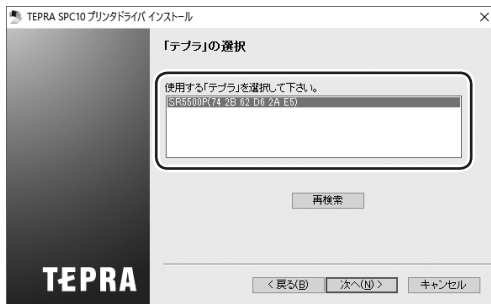 TEPRA SPC10 プリンタドライバ インストール
「テプラ」の選択
使用する「テプラ」を選択して下さい。
SR5500P(74 2B 62 D6 2A E5)
再検索
TEPRA
< 戻る(B)
次へ(N) >
キャンセル